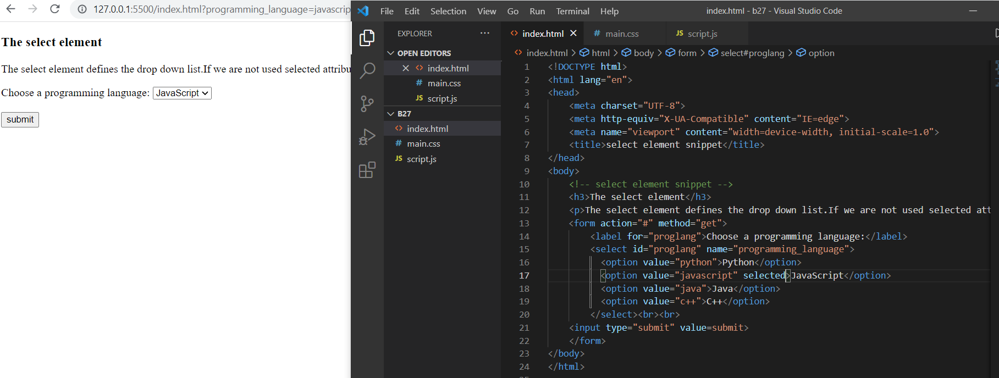 127.0.0.1:5500/index.html?programming_language=javascrip
The select element
The select element defines the drop down list.If we are not used selected attribu
Choose a programming language: JavaScript
submit
File Edit Selection View Go Run Terminal Help
index.html - b27 - Visual Studio Code
EXPLORER
OPEN EDITORS
index.html
main.css
JS script.js
B27
index.html
# main.css
JS script.js
index.html # main.css JS script.js
index.html > html > body > form > select#proglang > option
1 <!DOCTYPE html>
2 <html lang="en">
3 <head>
4 <meta charset="UTF-8">
5 <meta http-equiv="X-UA-Compatible" content="IE=edge">
6 <meta name="viewport" content="width=device-width, initial-scale=1.0">
7 <title>select element snippet</title>
8 </head>
9 <body>
10 <!-- select element snippet -->
11 <h3>The select element</h3>
12 <p>The select element defines the drop down list.If we are not used selected att
13 <form action="#" method="get">
14 <label for="proglang">Choose a programming language:</label>
15 <select id="proglang" name="programming_language">
16 <option value="python">Python</option>
17 <option value="javascript" selected>JavaScript</option>
18 <option value="java">Java</option>
19 <option value="c++">C++</option>
20 </select><br><br>
21 <input type="submit" value=submit>
22 </form>
23 </body>
24 </html>